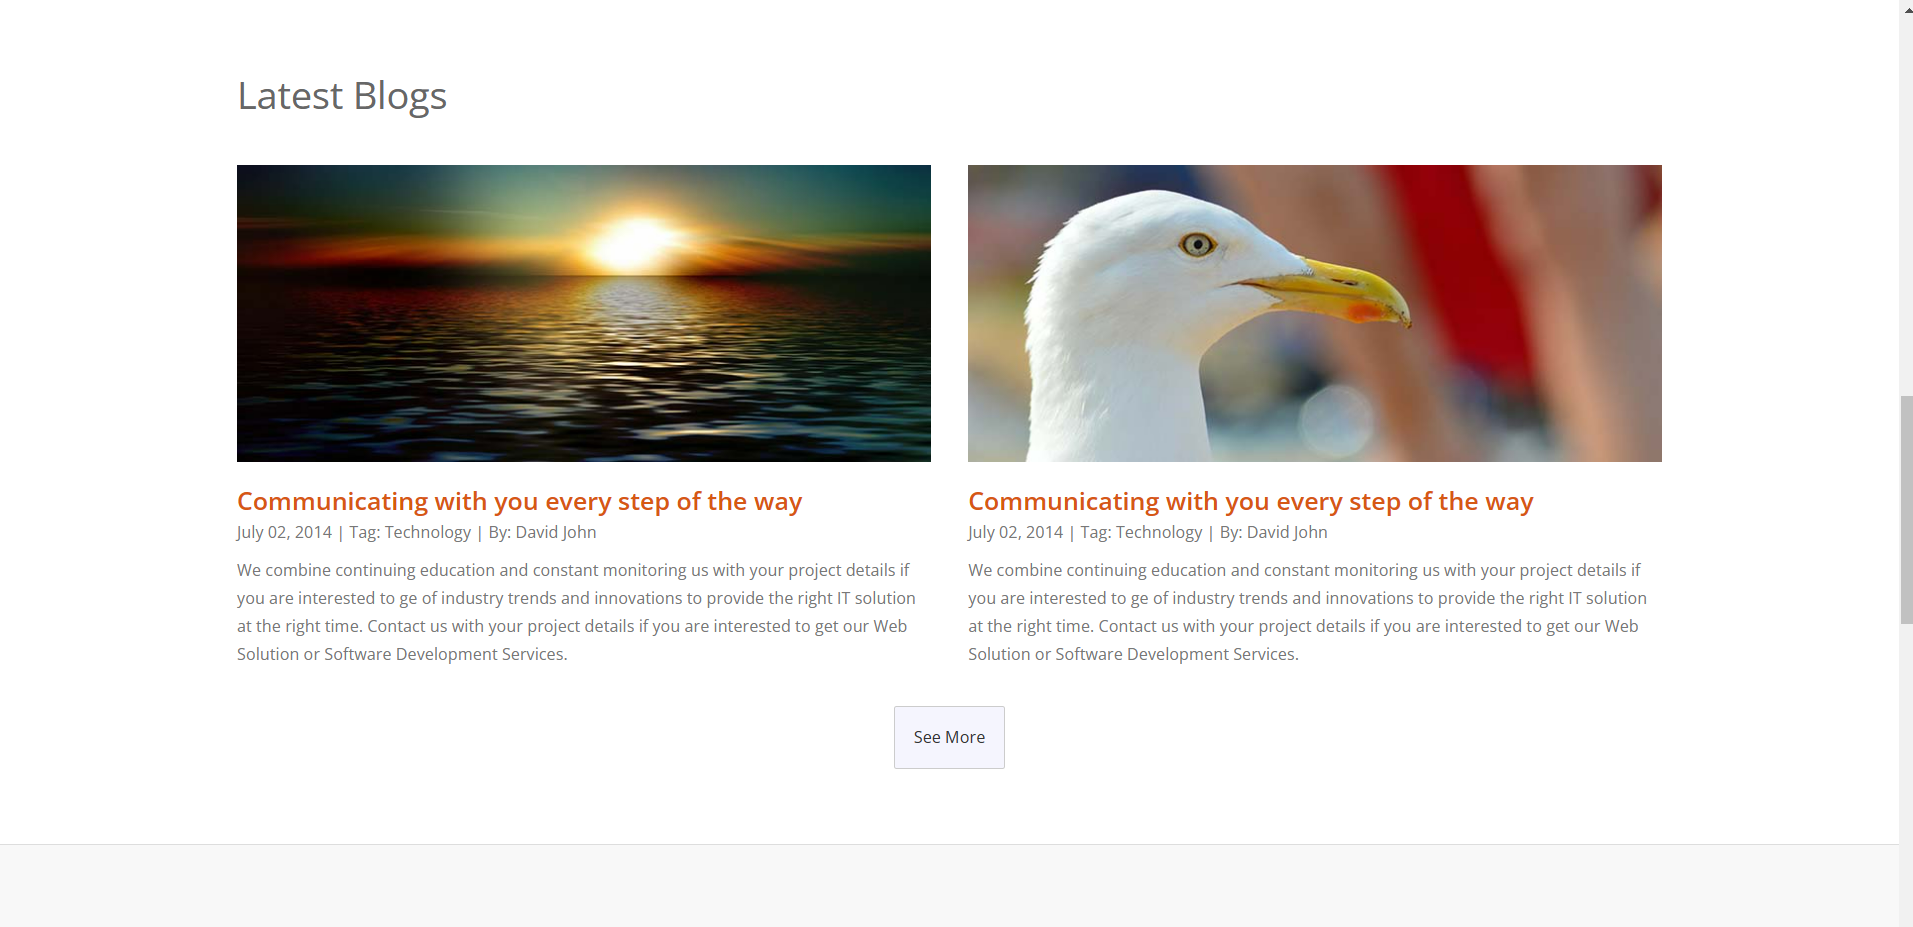 Latest Blogs
Communicating with you every step of the way
July 02, 2014 | Tag: Technology | By: David John
We combine continuing education and constant monitoring us with your project details if
you are interested to ge of industry trends and innovations to provide the right IT solution
at the right time. Contact us with your project details if you are interested to get our Web
Solution or Software Development Services.
Communicating with you every step of the way
July 02, 2014 | Tag: Technology | By: David John
We combine continuing education and constant monitoring us with your project details if
you are interested to ge of industry trends and innovations to provide the right IT solution
at the right time. Contact us with your project details if you are interested to get our Web
Solution or Software Development Services.
See More